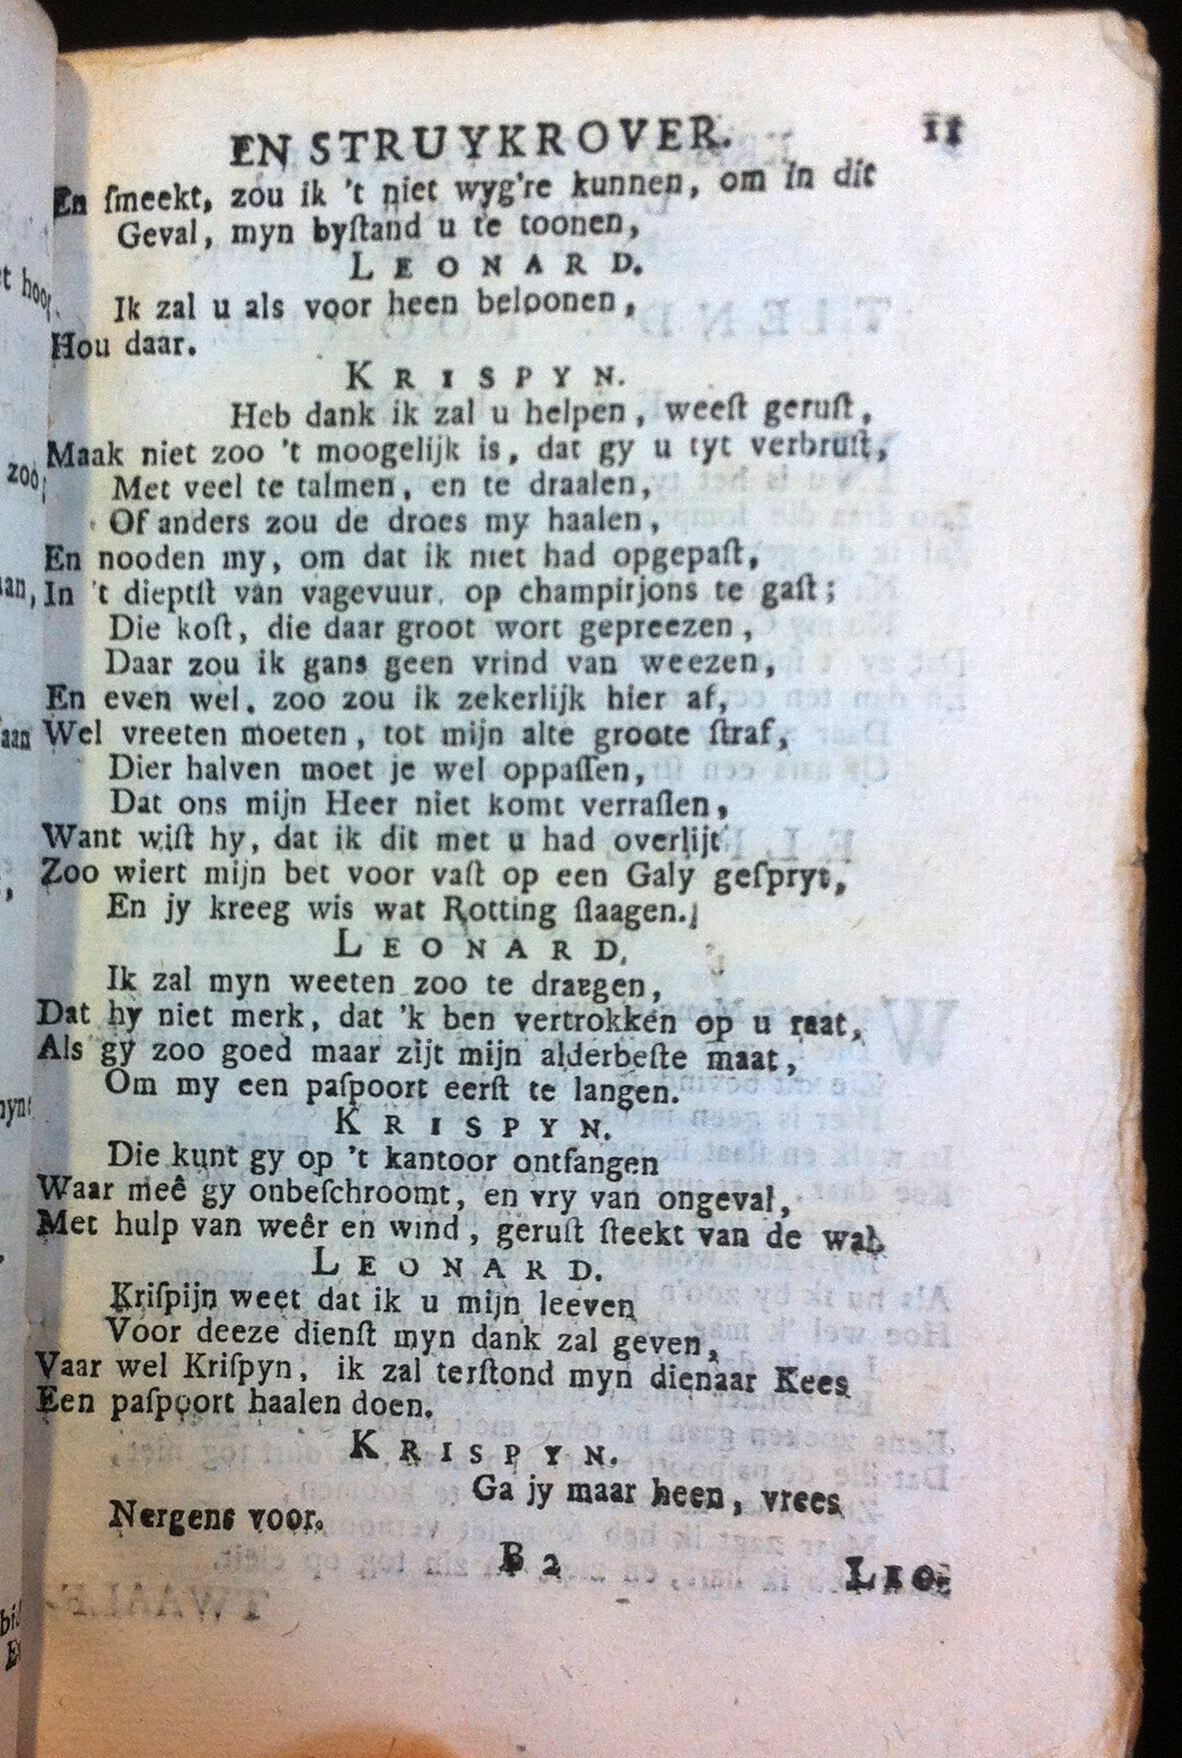 EN STRUYKROVER. 11
En ſmeekt, zou ik 't niet wyg're kunnen, om in dit
Geval, myn byſtand u te toonen,
LEONARD.
Ik zal u als voor heen beloonen,
Hou daar.
KRISPYN.
Heb dank ik zal u helpen, weeſt geruſt,
Maak niet zoo 't moogelijk is, dat gy u tyt verbruiſt,
Met veel te talmen, en te draalen,
Of anders zou de droes my haalen,
En nooden my, om dat ik niet had opgepaſt,
In 't dieptſt van vagevuur, op champirjons te gaſt;
Die koſt, die daar groot wort gepreezen,
Daar zou ik gans geen vrind van weezen,
En even wel, zoo zou ik zekerlijk hier af,
Wel vreeten moeten, tot mijn alte groote ſtraf,
Dier halven moet je wel oppaſſen,
Dat ons mijn Heer niet komt verraſſen,
Want wiſt hy, dat ik dit met u had overlijt
Zoo wiert mijn bet voor vaſt op een Galy geſpryt,
En jy kreeg wis wat Rotting ſlaagen.
LEONARD,
Ik zal myn weeten zoo te draegen,
Dat hy niet merk, dat 'k ben vertrokken op u raat,
Als gy zoo goed maar zijt mijn alderbeſte maat,
Om my een paſpoort eerſt te langen.
KRISPYN.
Die kunt gy op 't kantoor ontfangen
Waar meê gy onbeſchroomt, en vry van ongeval,
Met hulp van weêr en wind, geruſt ſteekt van de wal.
LEONARD.
Kriſpijn weet dat ik u mijn leeven
Voor deeze dienſt myn dank zal geven,
Vaar wel Kriſpyn, ik zal terſtond myn dienaar Kees
Een paſpoort haalen doen.
KRISPYN.
Ga jy maar heen, vrees
Nergens voor.
B 2 LEO-